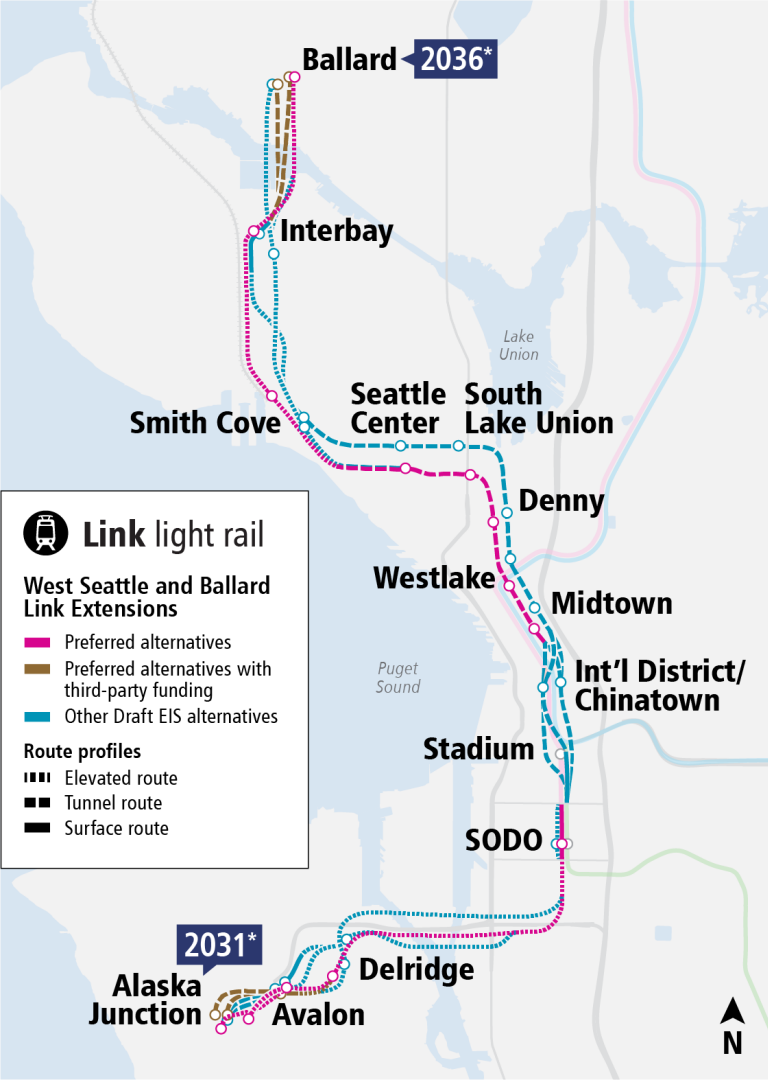 Ballard
2036*
Interbay
Lake
Union
Seattle
Center
South
Lake Union
Smith Cove
Denny
Link light rail
West Seattle and Ballard
Link Extensions
Preferred alternatives
Preferred alternatives with
third-party funding
Other Draft EIS alternatives
Route profiles
Elevated route
Tunnel route
Surface route
Westlake
Midtown
Puget
Sound
Int'l District/
Chinatown
Stadium
SODO
2031*
Alaska
Junction
Delridge
Avalon
N